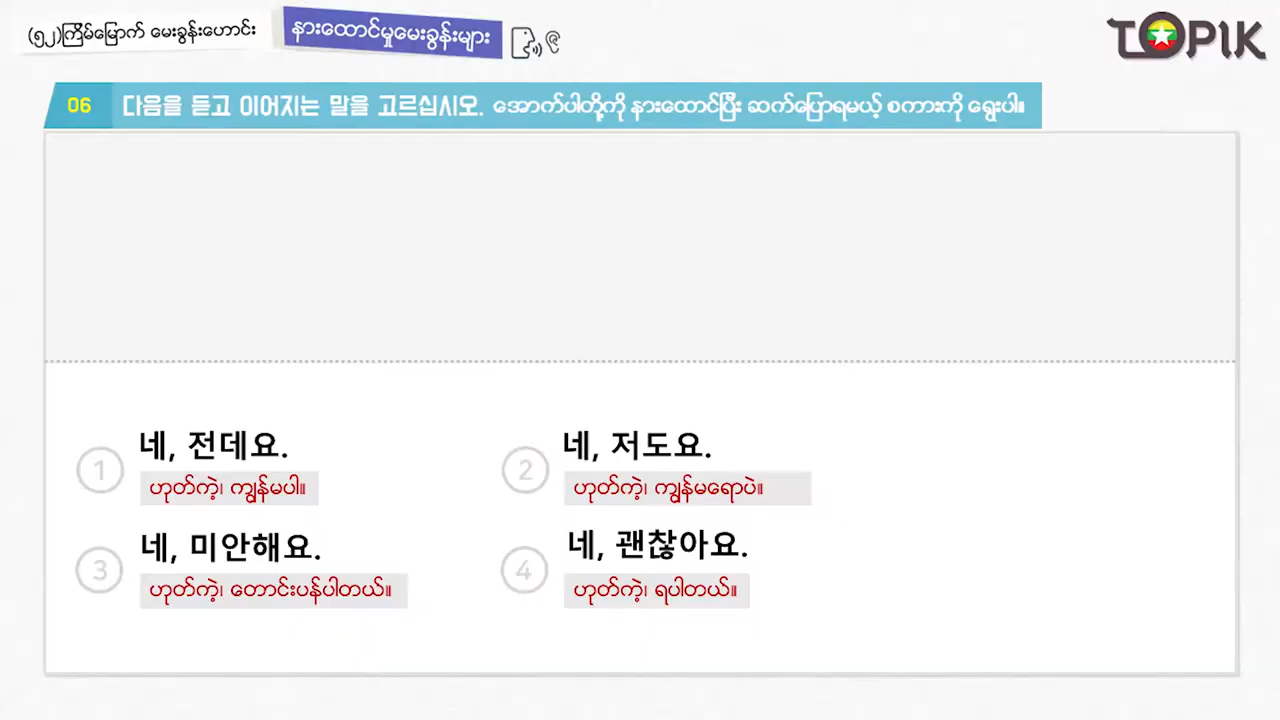 (၅၂)ကြိမ်မြောက် မေးခွန်းဟောင်း
နားထောင်မှုမေးခွန်းများ
TOPIK
06 다음을 듣고 이어지는 말을 고르십시오. အောက်ပါတို့ကို နားထောင်ပြီး ဆက်ပြောရမယ့် စကားကို ရွေးပါ။
1 네, 전데요.
ဟုတ်ကဲ့၊ ကျွန်မပါ။
2 네, 저도요.
ဟုတ်ကဲ့၊ ကျွန်မရောပဲ။
3 네, 미안해요.
ဟုတ်ကဲ့၊ တောင်းပန်ပါတယ်။
4 네, 괜찮아요.
ဟုတ်ကဲ့၊ ရပါတယ်။